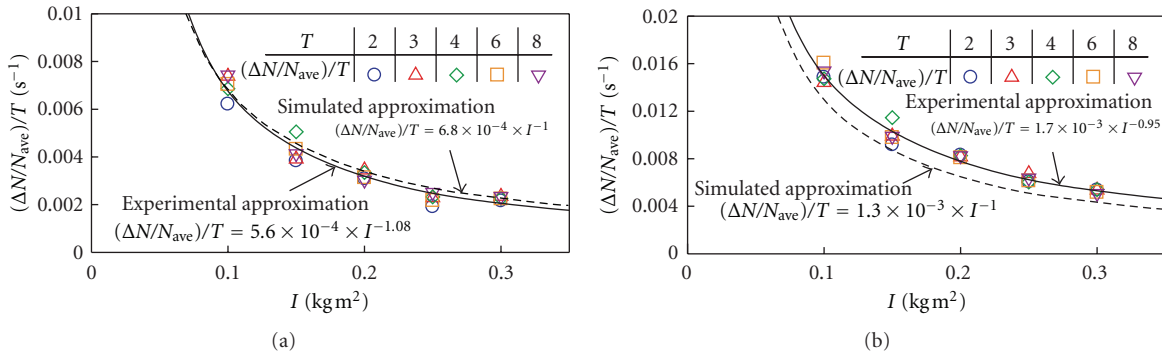 (ΔN/N_ave)/T (s⁻¹)
0.01
0.008
0.006
0.004
0.002
0
T 2 3 4 6 8
(ΔN/N_ave)/T
Simulated approximation
(ΔN/N_ave)/T = 6.8 × 10⁻⁴ × I⁻¹
Experimental approximation
(ΔN/N_ave)/T = 5.6 × 10⁻⁴ × I⁻¹·⁰⁸
0 0.1 0.2 0.3
I (kg m²)
(a)
(ΔN/N_ave)/T (s⁻¹)
0.02
0.016
0.012
0.008
0.004
0
T 2 3 4 6 8
(ΔN/N_ave)/T
Experimental approximation
(ΔN/N_ave)/T = 1.7 × 10⁻³ × I⁻⁰·⁹⁵
Simulated approximation
(ΔN/N_ave)/T = 1.3 × 10⁻³ × I⁻¹
0 0.1 0.2 0.3
I (kg m²)
(b)